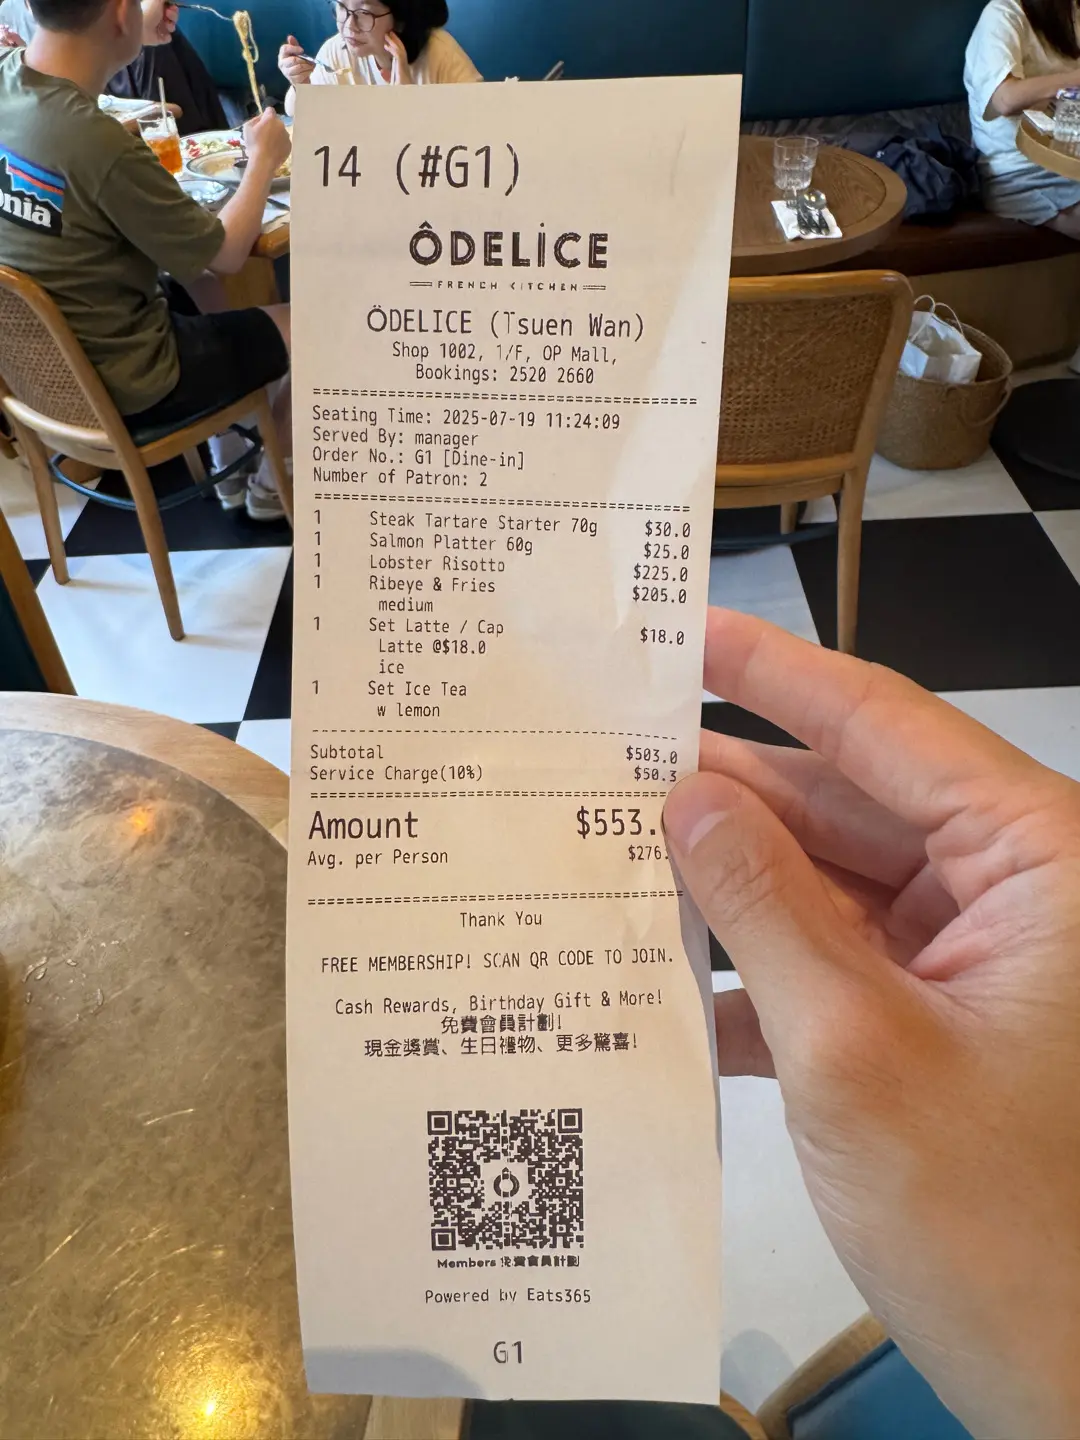 14 (#G1)
ÔDELİCE
FRENCH KITCHEN
ÔDELICE (Tsuen Wan)
Shop 1002, 1/F, OP Mall,
Bookings: 2520 2660
Seating Time: 2025-07-19 11:24:09
Served By: manager
Order No.: G1 [Dine-in]
Number of Patron: 2
1 Steak Tartare Starter 70g $30.0
1 Salmon Platter 60g $25.0
1 Lobster Risotto $225.0
1 Ribeye & Fries $205.0
medium
1 Set Latte / Cap $18.0
Latte @$18.0
ice
1 Set Ice Tea
w lemon
Subtotal $503.0
Service Charge(10%) $50.3
Amount $553.
Avg. per Person $276.
Thank You
FREE MEMBERSHIP! SCAN QR CODE TO JOIN.
Cash Rewards, Birthday Gift & More!
免費會員計劃!
現金獎賞、生日禮物、更多驚喜!
Members 免費會員計劃
Powered by Eats365
G1
nia